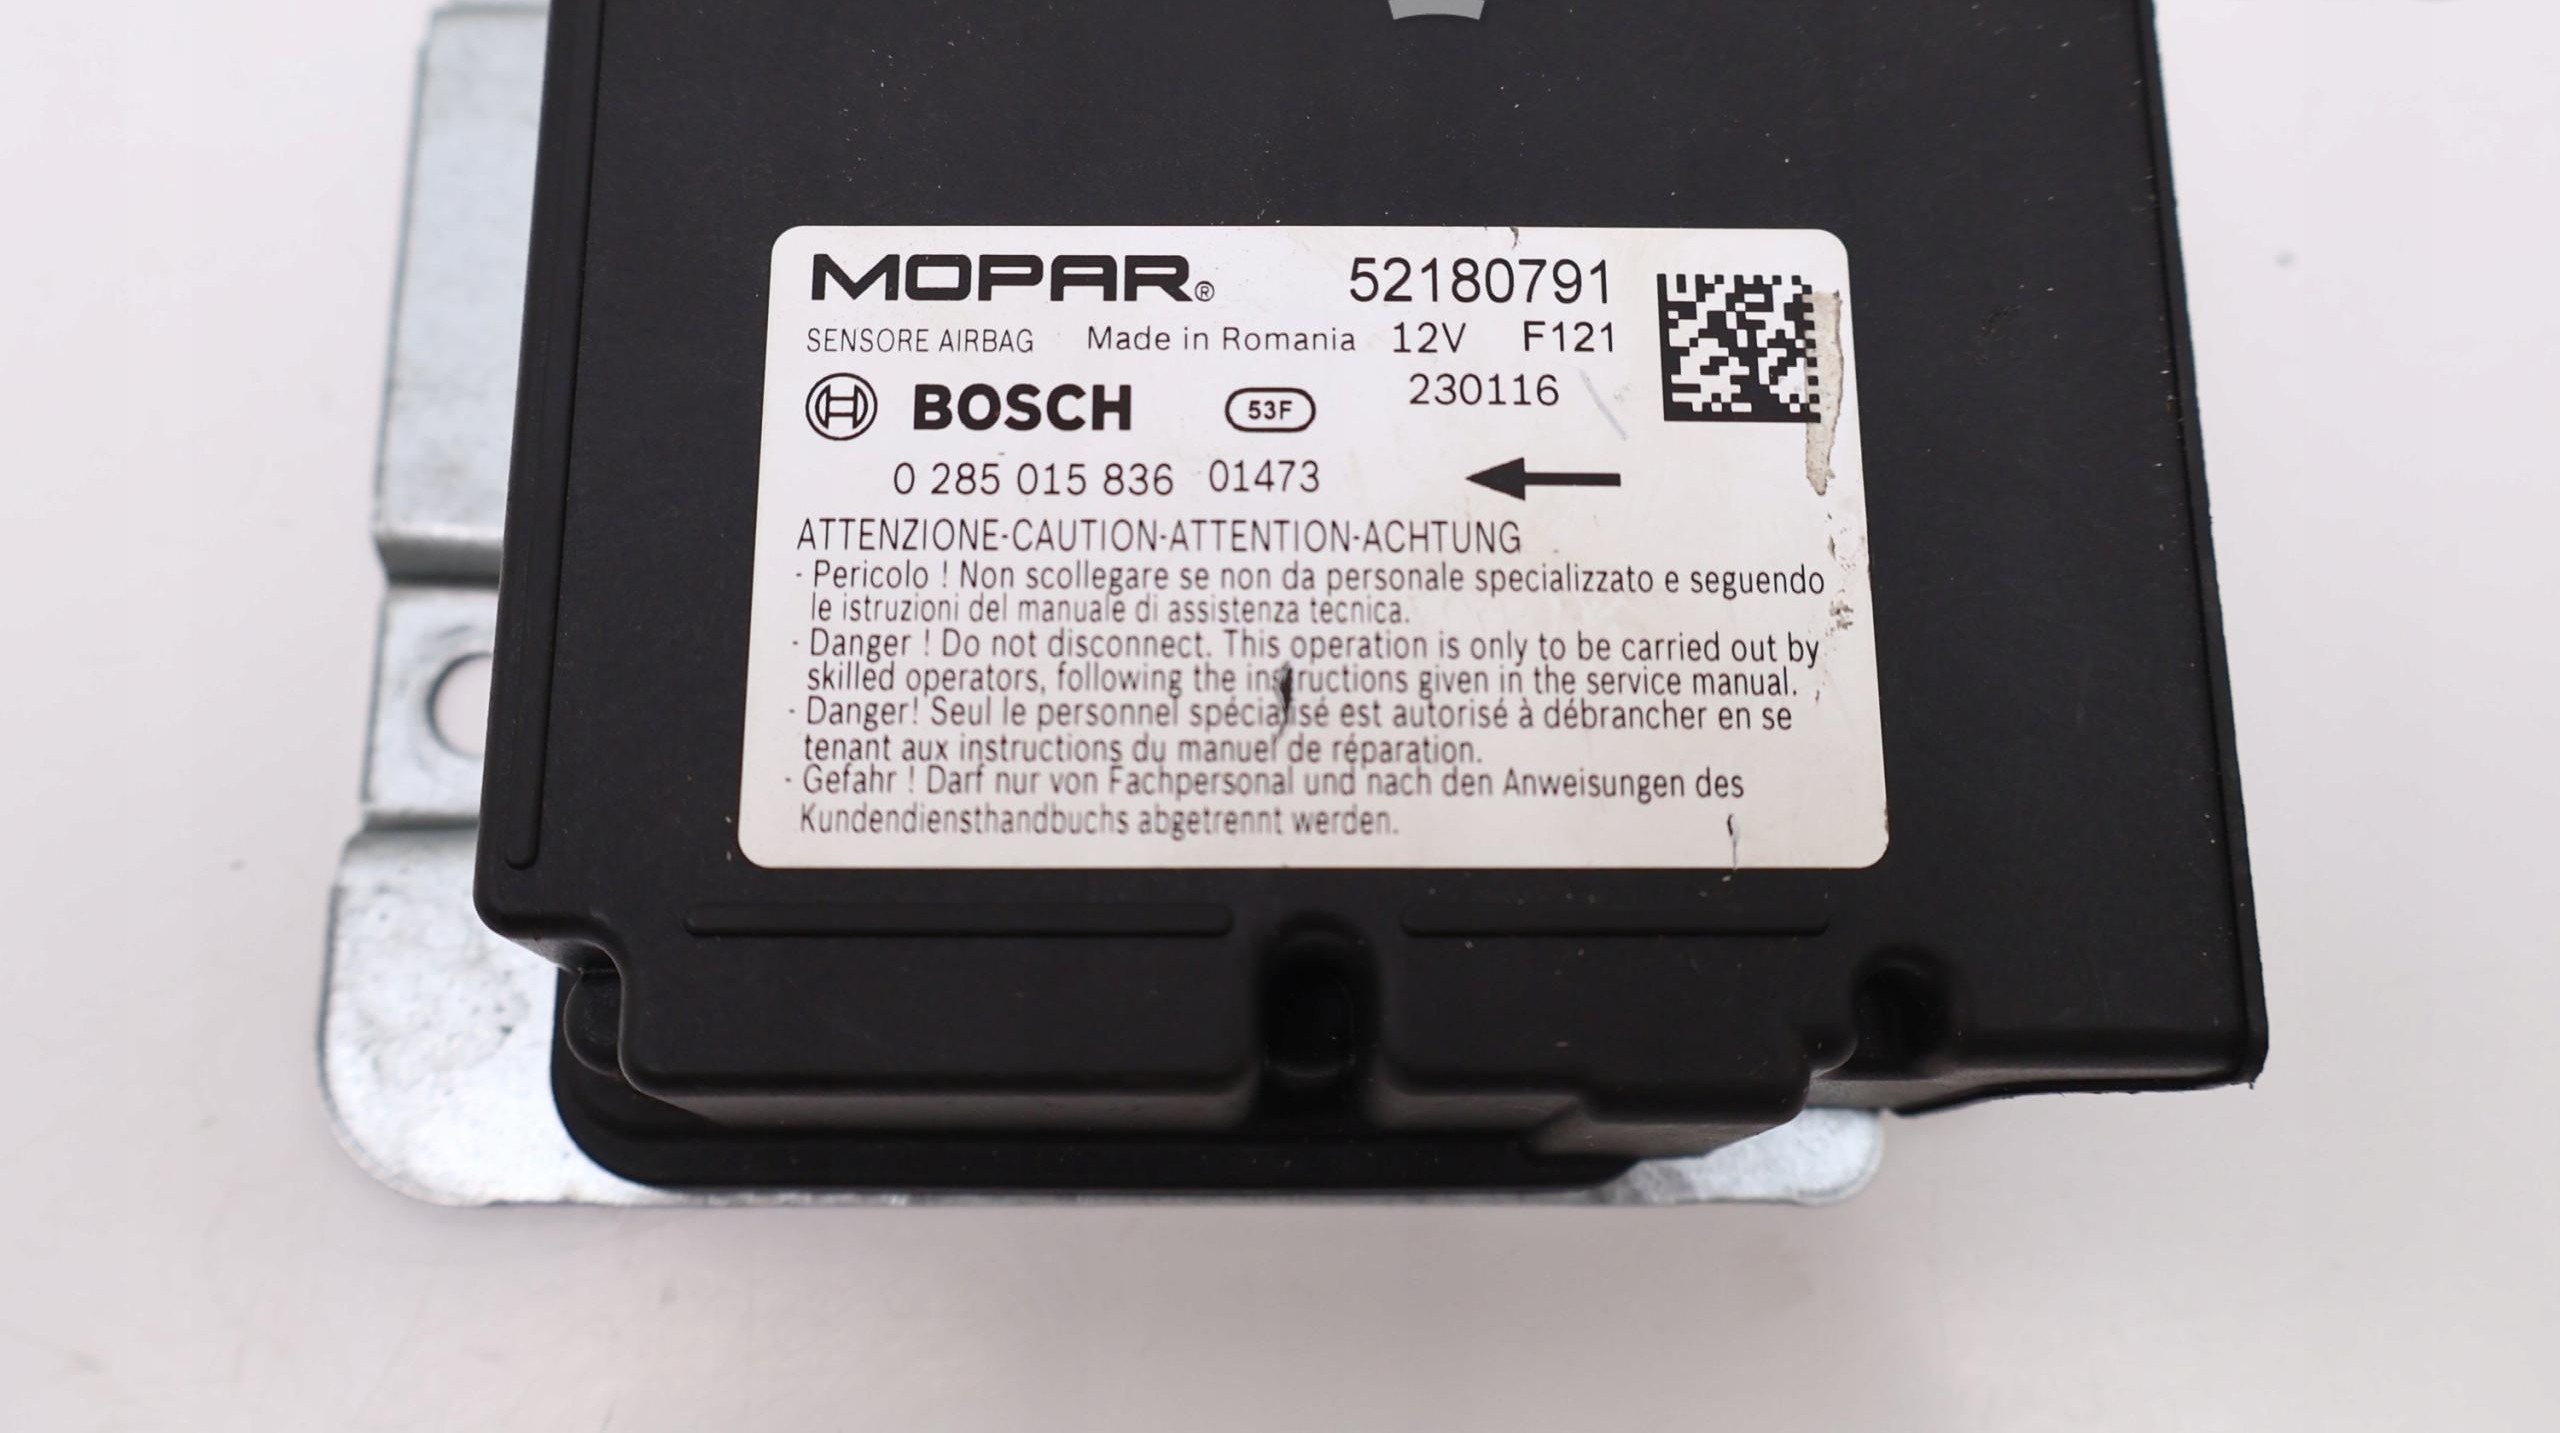 MOPAR® 52180791
SENSORE AIRBAG Made in Romania 12V F121
BOSCH 53F 230116
0 285 015 836 01473
ATTENZIONE-CAUTION-ATTENTION-ACHTUNG
- Pericolo ! Non scollegare se non da personale specializzato e seguendo
le istruzioni del manuale di assistenza tecnica.
- Danger ! Do not disconnect. This operation is only to be carried out by
skilled operators, following the instructions given in the service manual.
- Danger! Seul le personnel spécialisé est autorisé à débrancher en se
tenant aux instructions du manuel de réparation.
- Gefahr ! Darf nur von Fachpersonal und nach den Anweisungen des
Kundendiensthandbuchs abgetrennt werden.